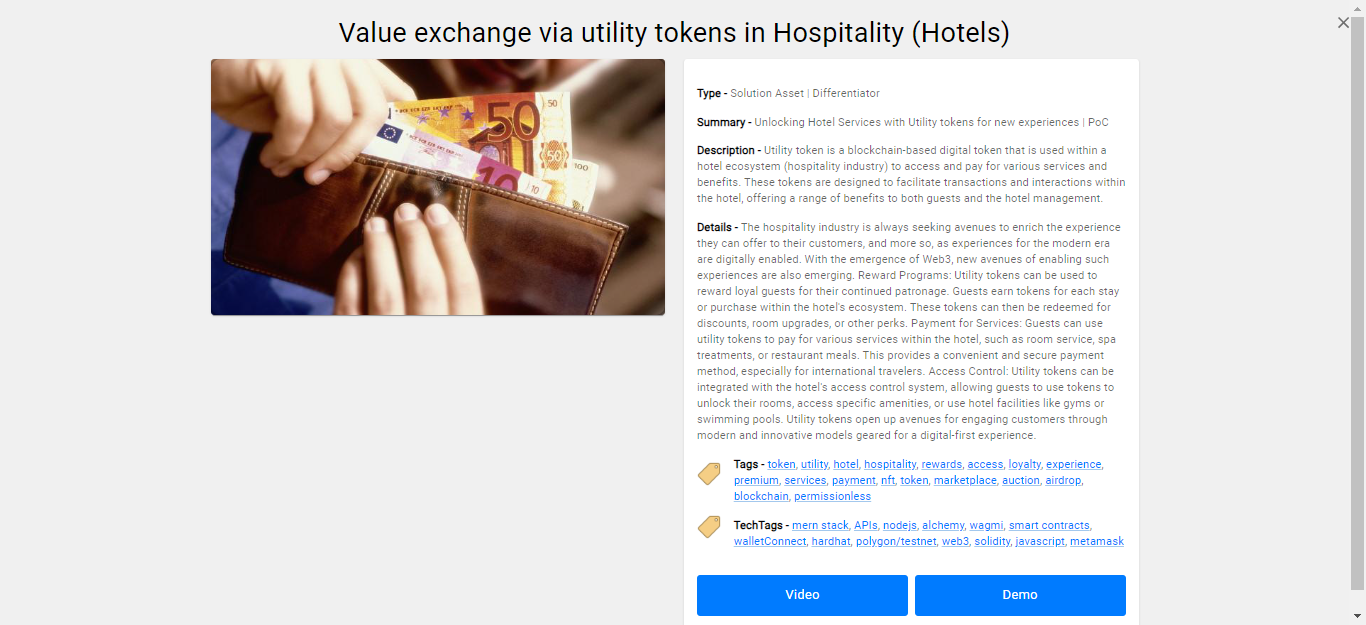 Value exchange via utility tokens in Hospitality (Hotels)
50
50
50
100
10
10
Type - Solution Asset | Differentiator
Summary - Unlocking Hotel Services with Utility tokens for new experiences | PoC
Description - Utility token is a blockchain-based digital token that is used within a
hotel ecosystem (hospitality industry) to access and pay for various services and
benefits. These tokens are designed to facilitate transactions and interactions within
the hotel, offering a range of benefits to both guests and the hotel management.
Details - The hospitality industry is always seeking avenues to enrich the experience
they can offer to their customers, and more so, as experiences for the modern era
are digitally enabled. With the emergence of Web3, new avenues of enabling such
experiences are also emerging. Reward Programs: Utility tokens can be used to
reward loyal guests for their continued patronage. Guests earn tokens for each stay
or purchase within the hotel's ecosystem. These tokens can then be redeemed for
discounts, room upgrades, or other perks. Payment for Services: Guests can use
utility tokens to pay for various services within the hotel, such as room service, spa
treatments, or restaurant meals. This provides a convenient and secure payment
method, especially for international travelers. Access Control: Utility tokens can be
integrated with the hotel's access control system, allowing guests to use tokens to
unlock their rooms, access specific amenities, or use hotel facilities like gyms or
swimming pools. Utility tokens open up avenues for engaging customers through
modern and innovative models geared for a digital-first experience.
Tags - token, utility, hotel, hospitality, rewards, access, loyalty, experience,
premium, services, payment, nft, token, marketplace, auction, airdrop,
blockchain, permissionless
TechTags - mern stack, APIs, nodejs, alchemy, wagmi, smart contracts,
walletConnect, hardhat, polygon/testnet, web3, solidity, javascript, metamask
Video
Demo